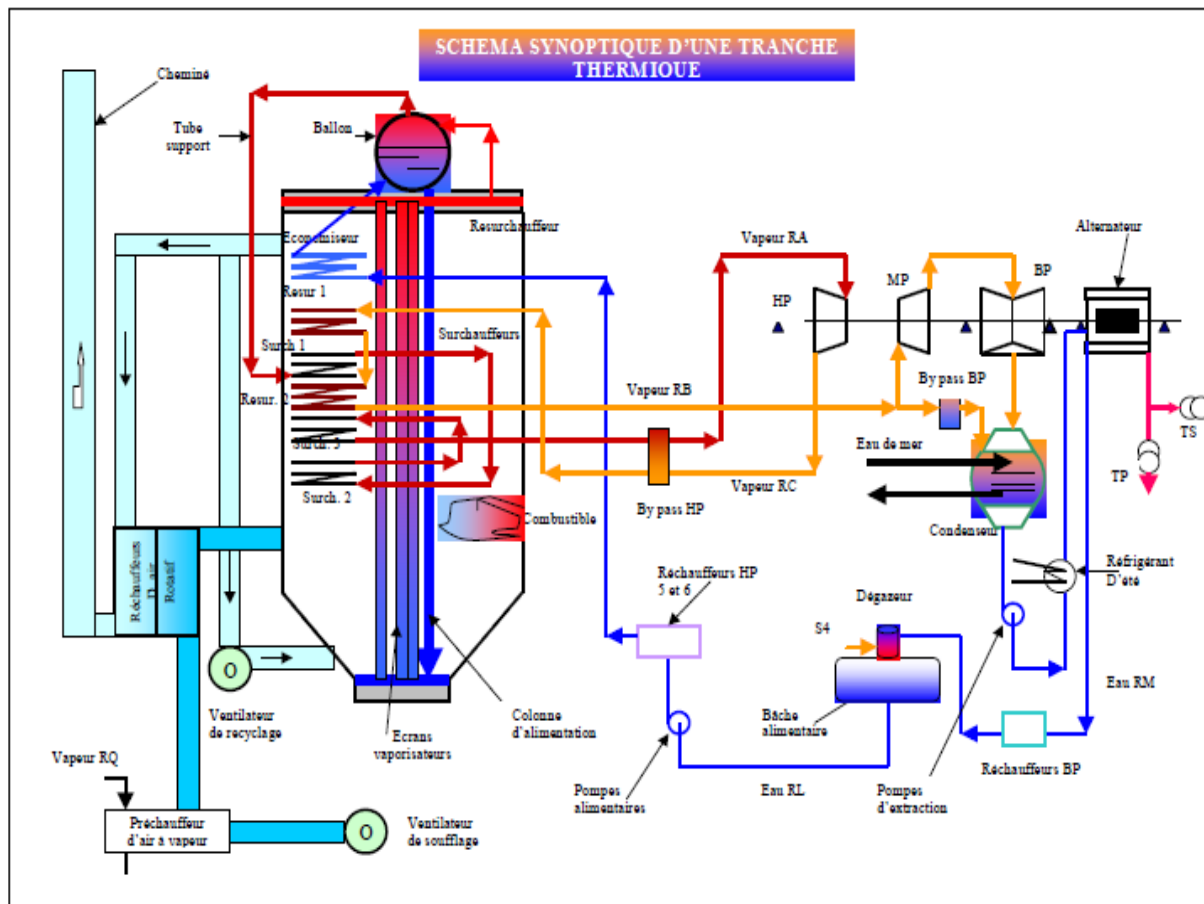 SCHEMA SYNOPTIQUE D'UNE TRANCHE
THERMIQUE
Cheminé
Tube
support
Ballon
Economiseur
Resurchauffeur
Resur 1
Surch 1
Surchauffeurs
Resur. 2
Surch. 3
Surch. 2
Combustible
Vapeur RA
HP
MP
BP
Alternateur
Vapeur RB
By pass BP
Eau de mer
Vapeur RC
By pass HP
Condenseur
TS
TP
Réfrigérant
D'été
Réchauffeurs
D air
Rotatif
Réchauffeurs HP
5 et 6
Dégazeur
S4
Bâche
alimentaire
Eau RM
Réchauffeurs BP
O
Ventilateur
de recyclage
Ecrans
vaporisateurs
Colonne
d'alimentation
Pompes
alimentaires
Eau RL
Pompes
d'extraction
Vapeur RQ
Préchauffeur
d'air à vapeur
O
Ventilateur
de soufflage